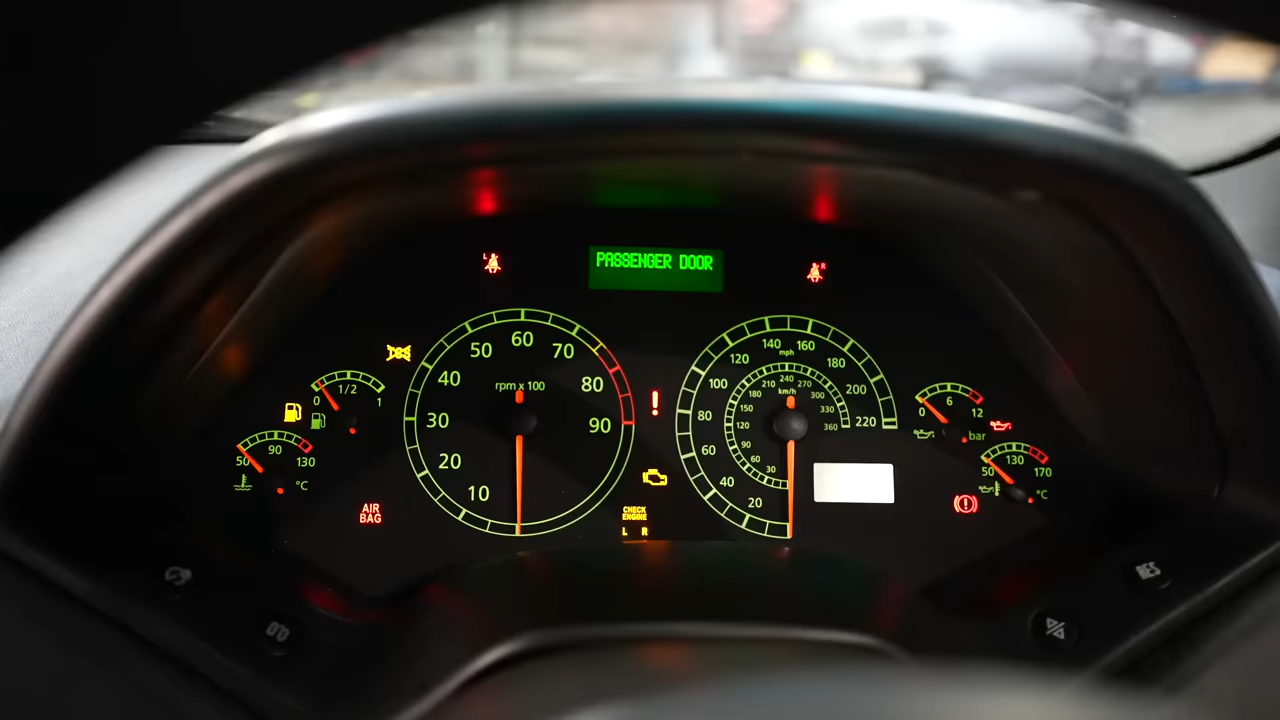 L
PASSENGER DOOR
R
1/2
0
1
50
90
130
°C
AIR
BAG
10
20
30
40
50
60
70
80
90
rpm x 100
CHECK
ENGINE
L R
20
40
60
80
100
120
140
160
180
200
220
mph
km/h
30
60
90
120
150
180
210
240
270
300
330
360
0
6
12
bar
50
130
170
°C
RES